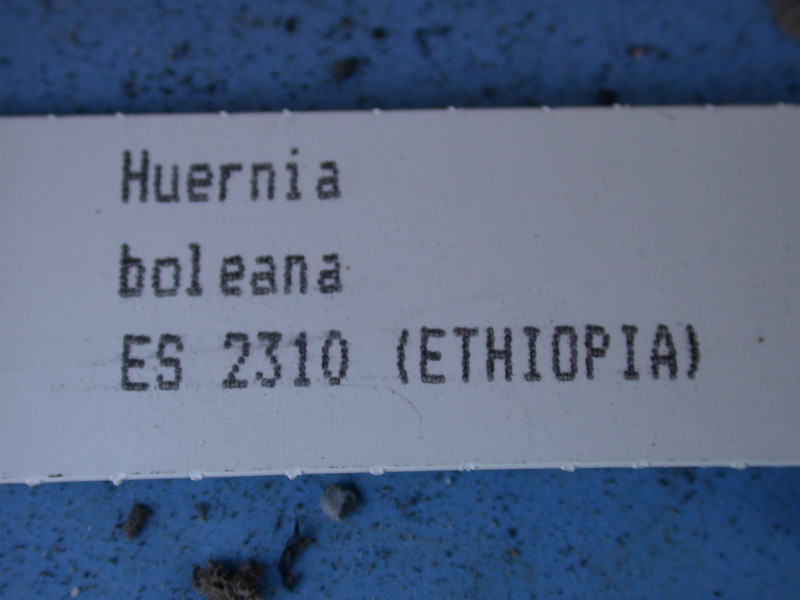 Huernia
boleana
ES 2310 (ETHIOPIA)